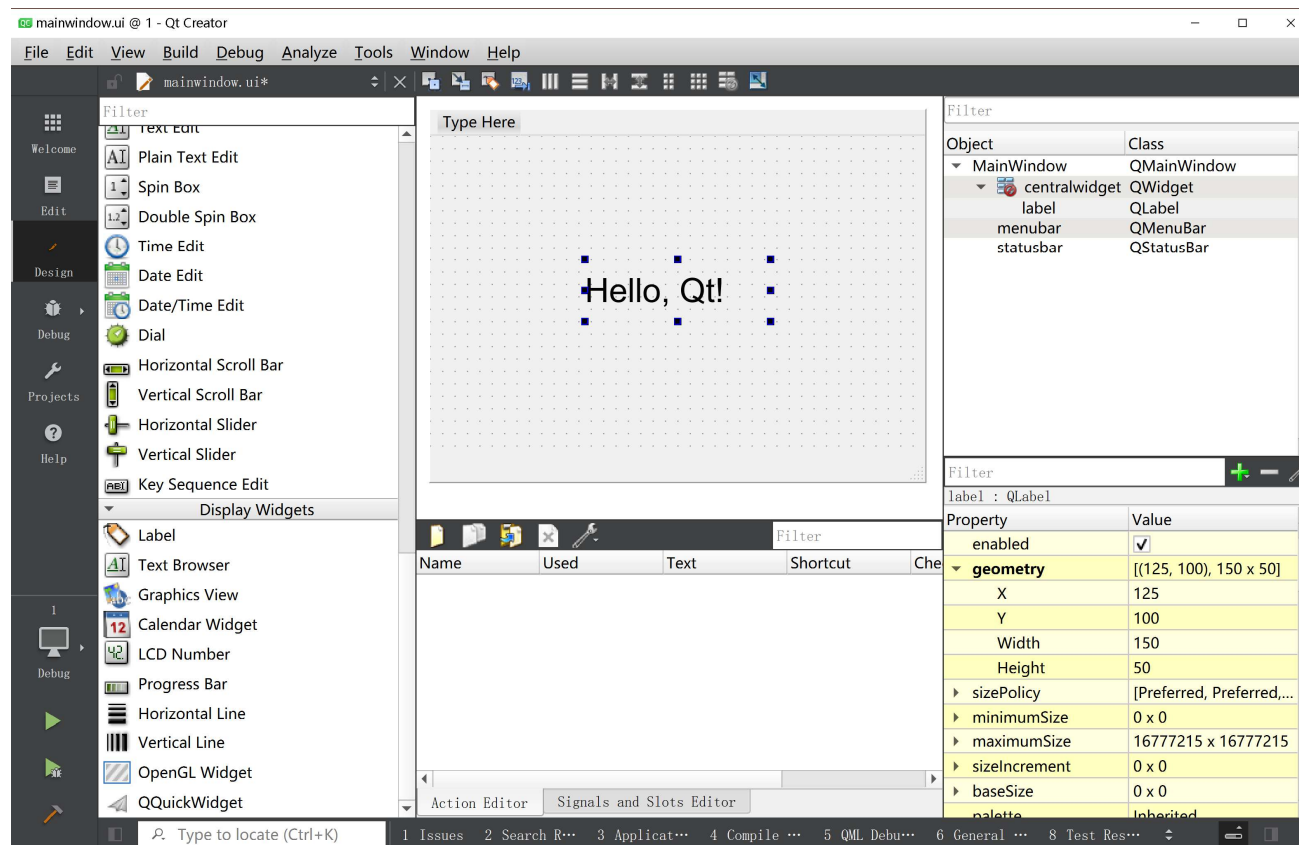 mainwindow.ui @ 1 - Qt Creator
File Edit View Build Debug Analyze Tools Window Help
mainwindow.ui*
Filter
Text Edit
Plain Text Edit
Spin Box
Double Spin Box
Time Edit
Date Edit
Date/Time Edit
Dial
Horizontal Scroll Bar
Vertical Scroll Bar
Horizontal Slider
Vertical Slider
Key Sequence Edit
Display Widgets
Label
Text Browser
Graphics View
Calendar Widget
LCD Number
Progress Bar
Horizontal Line
Vertical Line
OpenGL Widget
QQuickWidget
Welcome
Edit
Design
Debug
Projects
Help
1
Debug
Type Here
Hello, Qt!
Filter
Name Used Text Shortcut Che
Action Editor Signals and Slots Editor
Filter
Object Class
MainWindow QMainWindow
centralwidget QWidget
label QLabel
menubar QMenuBar
statusbar QStatusBar
Filter
label : QLabel
Property Value
enabled
geometry [(125, 100), 150 x 50]
X 125
Y 100
Width 150
Height 50
sizePolicy [Preferred, Preferred,...
minimumSize 0 x 0
maximumSize 16777215 x 16777215
sizeIncrement 0 x 0
baseSize 0 x 0
palette Inherited
Type to locate (Ctrl+K) 1 Issues 2 Search R··· 3 Applicat··· 4 Compile ··· 5 QML Debu··· 6 General ··· 8 Test Res···